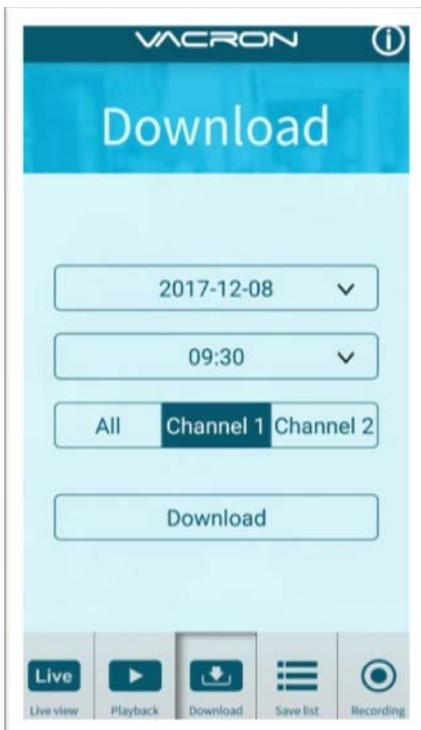 VACRON
Download
2017-12-08
09:30
All Channel 1 Channel 2
Download
Live
Live view Playback Download Save list Recording